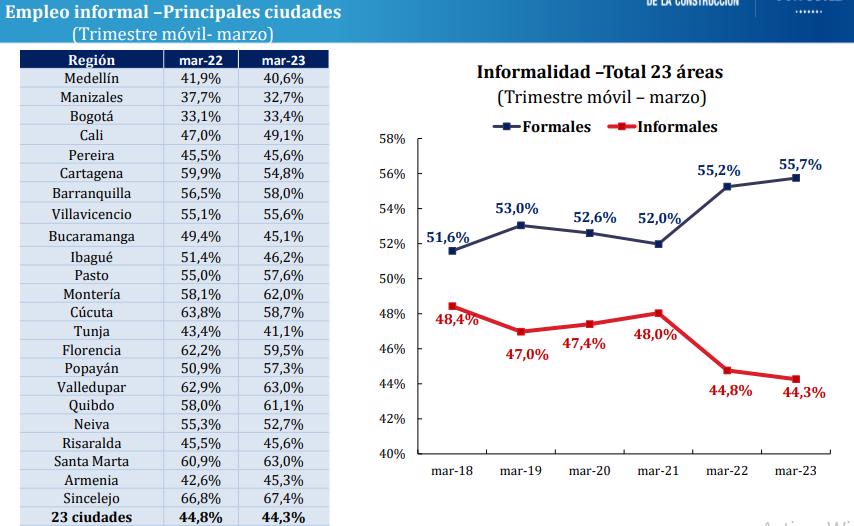 Empleo informal –Principales ciudades
(Trimestre móvil- marzo)
DE LA CONSTRUCCIÓN
Región mar-22 mar-23
Medellín 41,9% 40,6%
Manizales 37,7% 32,7%
Bogotá 33,1% 33,4%
Cali 47,0% 49,1%
Pereira 45,5% 45,6%
Cartagena 59,9% 54,8%
Barranquilla 56,5% 58,0%
Villavicencio 55,1% 55,6%
Bucaramanga 49,4% 45,1%
Ibagué 51,4% 46,2%
Pasto 55,0% 57,6%
Montería 58,1% 62,0%
Cúcuta 63,8% 58,7%
Tunja 43,4% 41,1%
Florencia 62,2% 59,5%
Popayán 50,9% 57,3%
Valledupar 62,9% 63,0%
Quibdo 58,0% 61,1%
Neiva 55,3% 52,7%
Risaralda 45,5% 45,6%
Santa Marta 60,9% 63,0%
Armenia 42,6% 45,3%
Sincelejo 66,8% 67,4%
23 ciudades 44,8% 44,3%
Informalidad –Total 23 áreas
(Trimestre móvil – marzo)
Formales Informales
58%
56%
54%
52%
50%
48%
46%
44%
42%
40%
51,6% 53,0% 52,6% 52,0% 55,2% 55,7%
48,4% 47,0% 47,4% 48,0% 44,8% 44,3%
mar-18 mar-19 mar-20 mar-21 mar-22 mar-23